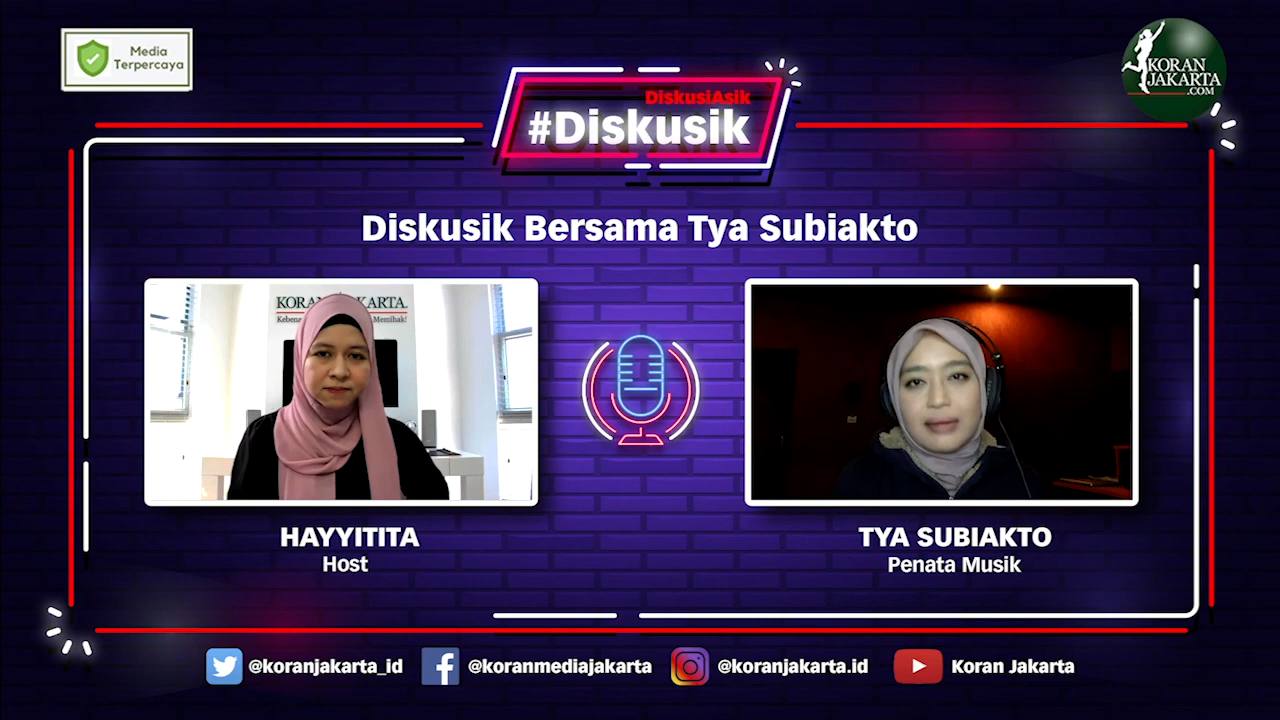 Media
Terpercaya
KORAN
JAKARTA
.COM
DiskusiAsik
#Diskusik
Diskusik Bersama Tya Subiakto
KORAN JAKARTA
HAYYITITA
Host
TYA SUBIAKTO
Penata Musik
@koranjakarta_id
@koranmediajakarta
@koranjakarta.id
Koran Jakarta